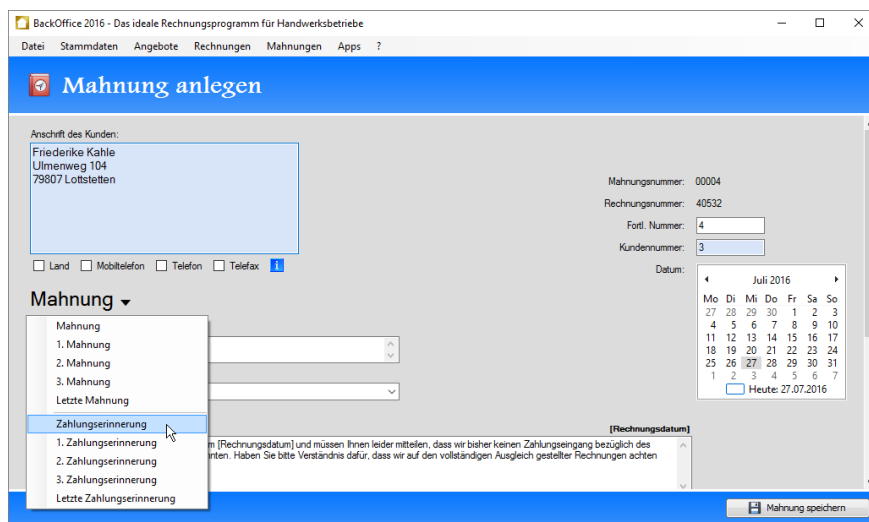 BackOffice 2016 - Das ideale Rechnungsprogramm für Handwerksbetriebe
Datei Stammdaten Angebote Rechnungen Mahnungen Apps ?
Mahnung anlegen
Anschrift des Kunden:
Friederike Kahle
Ulmenweg 104
79807 Lottstetten
Land Mobiltelefon Telefon Telefax i
Mahnungsnummer: 00004
Rechnungsnummer: 40532
Fortl. Nummer: 4
Kundennummer: 3
Datum:
Juli 2016
Mo Di Mi Do Fr Sa So
27 28 29 30 1 2 3
4 5 6 7 8 9 10
11 12 13 14 15 16 17
18 19 20 21 22 23 24
25 26 27 28 29 30 31
1 2 3 4 5 6 7
Heute: 27.07.2016
Mahnung
Mahnung
1. Mahnung
2. Mahnung
3. Mahnung
Letzte Mahnung
Zahlungserinnerung
1. Zahlungserinnerung
2. Zahlungserinnerung
3. Zahlungserinnerung
Letzte Zahlungserinnerung
[Rechnungsdatum]
[Rechnungsdatum] und müssen Ihnen leider mitteilen, dass wir bisher keinen Zahlungseingang bezüglich des
Haben Sie bitte Verständnis dafür, dass wir auf den vollständigen Ausgleich gestellter Rechnungen achten
Mahnung speichern